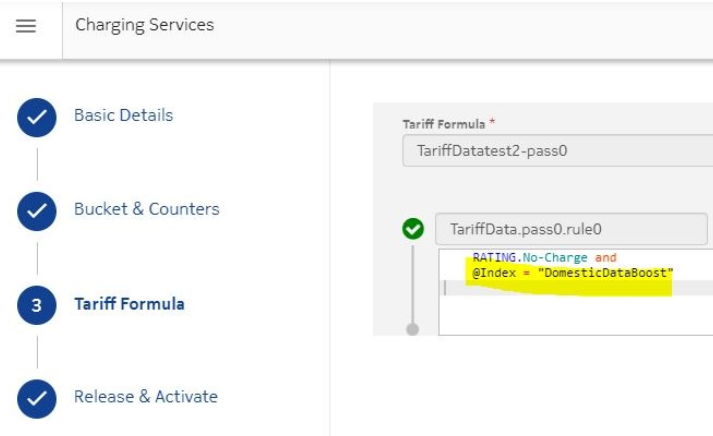 Charging Services
Basic Details
Bucket & Counters
3 Tariff Formula
Release & Activate
Tariff Formula *
TariffDatatest2-pass0
TariffData.pass0.rule0
RATING.No-Charge and
@Index = "DomesticDataBoost"